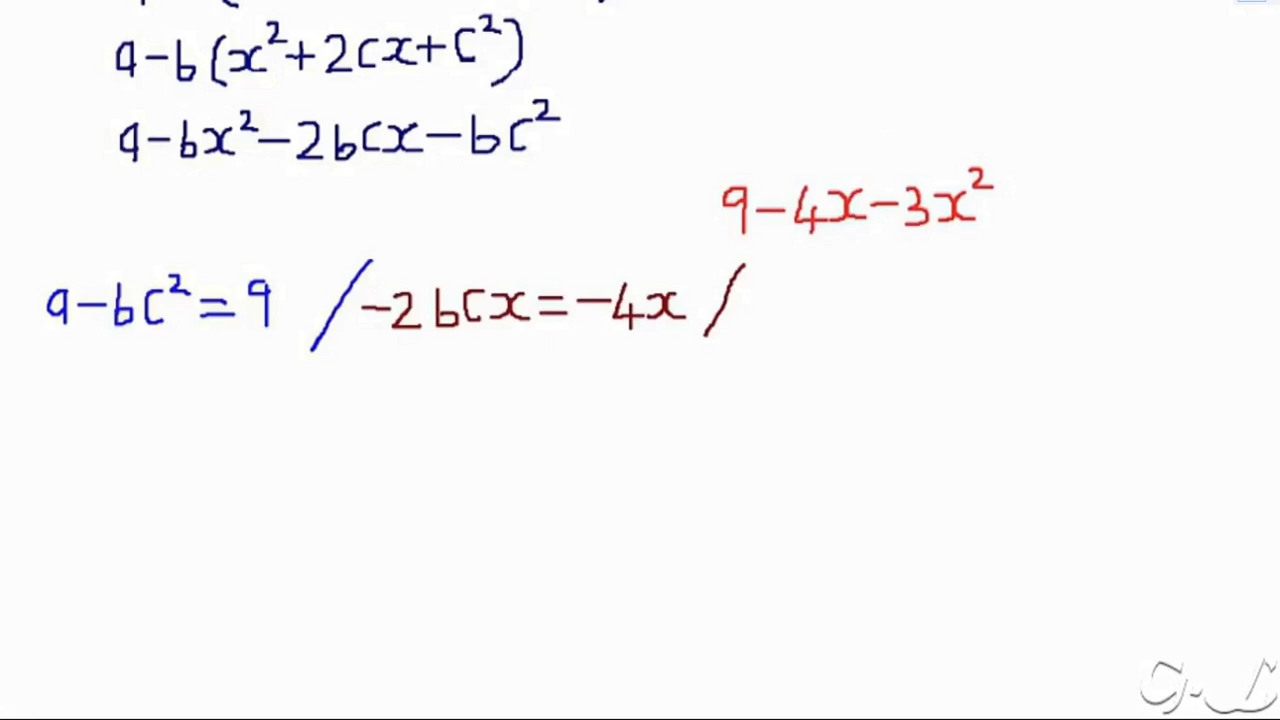 a-b(x²+2cx+c²)
a-bx²-2bcx-bc²
9-4x-3x²
a-bc²=9 / -2bcx=-4x /